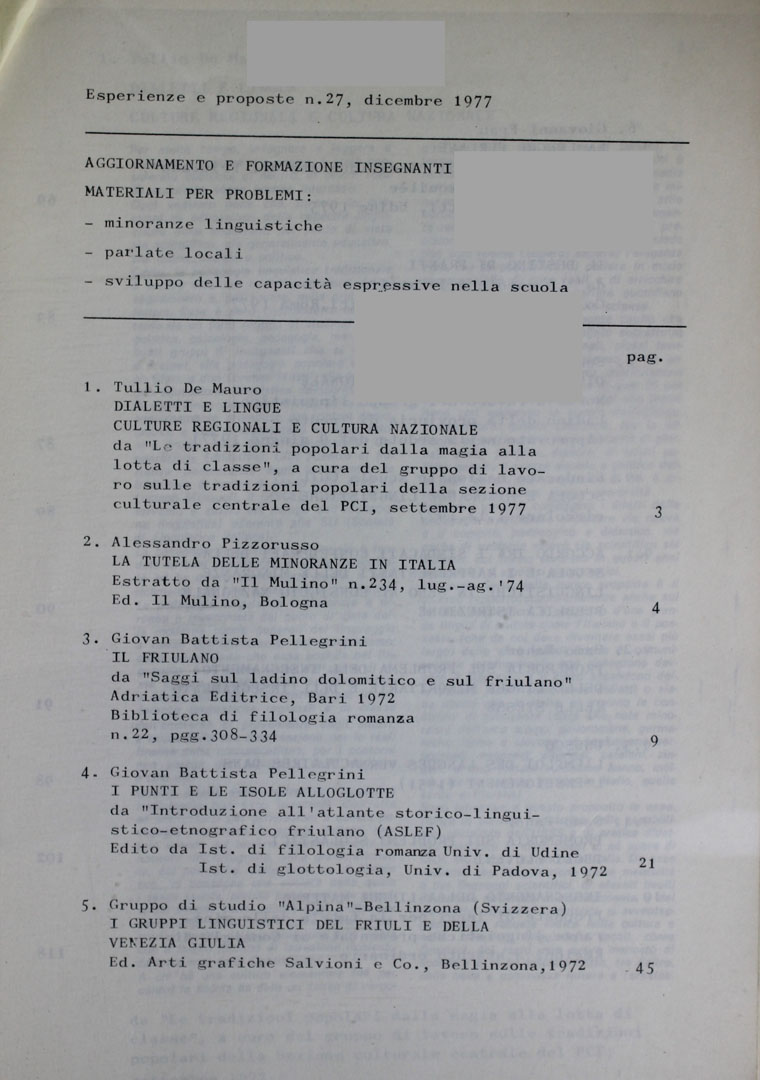 Esperienze e proposte n.27, dicembre 1977
AGGIORNAMENTO E FORMAZIONE INSEGNANTI
MATERIALI PER PROBLEMI:
- minoranze linguistiche
- parlate locali
- sviluppo delle capacità espressive nella scuola
pag.
1. Tullio De Mauro
DIALETTI E LINGUE
CULTURE REGIONALI E CULTURA NAZIONALE
da "Le tradizioni popolari dalla magia alla
lotta di classe", a cura del gruppo di lavo-
ro sulle tradizioni popolari della sezione
culturale centrale del PCI, settembre 1977 3
2. Alessandro Pizzorusso
LA TUTELA DELLE MINORANZE IN ITALIA
Estratto da "Il Mulino" n.234, lug.-ag.'74
Ed. Il Mulino, Bologna 4
3. Giovan Battista Pellegrini
IL FRIULANO
da "Saggi sul ladino dolomitico e sul friulano"
Adriatica Editrice, Bari 1972
Biblioteca di filologia romanza
n.22, pgg.308-334 9
4. Giovan Battista Pellegrini
I PUNTI E LE ISOLE ALLOGLOTTE
da "Introduzione all'atlante storico-lingui-
stico-etnografico friulano (ASLEF)
Edito da Ist. di filologia romanza Univ. di Udine
Ist. di glottologia, Univ. di Padova, 1972 21
5. Gruppo di studio "Alpina"-Bellinzona (Svizzera)
I GRUPPI LINGUISTICI DEL FRIULI E DELLA
VENEZIA GIULIA
Ed. Arti grafiche Salvioni e Co., Bellinzona,1972 45